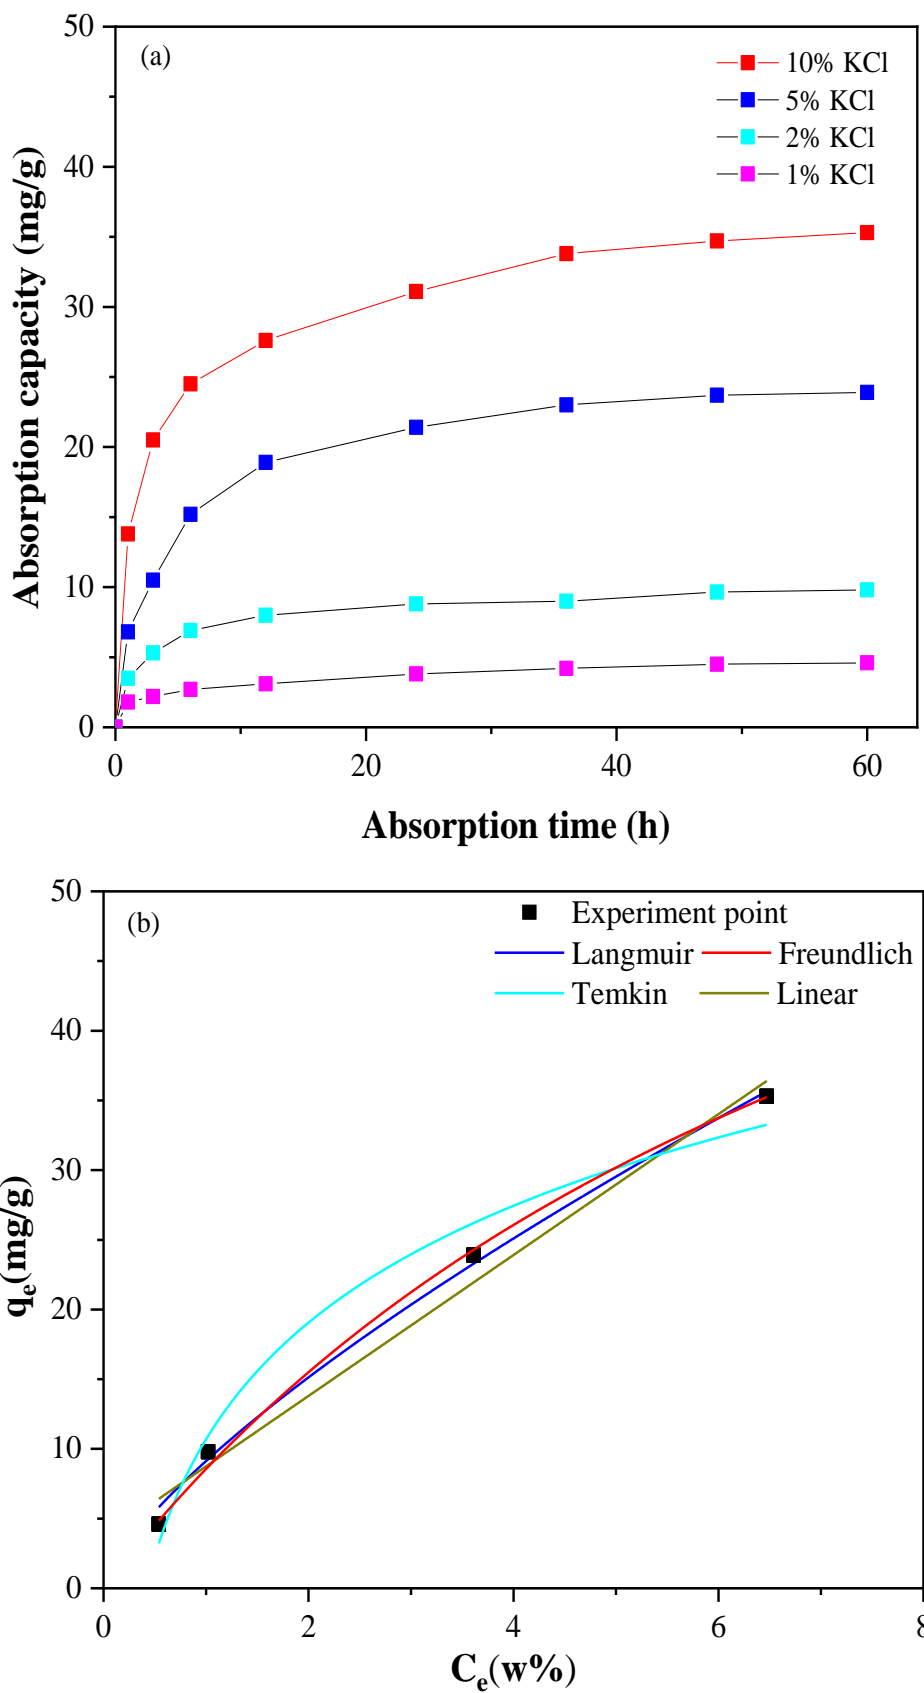 (a)
10% KCl
5% KCl
2% KCl
1% KCl
50
40
30
20
10
0
Absorption capacity (mg/g)
0 20 40 60
Absorption time (h)
(b)
Experiment point
Langmuir Freundlich
Temkin Linear
50
40
30
20
10
0
qe(mg/g)
0 2 4 6 8
Ce(w%)